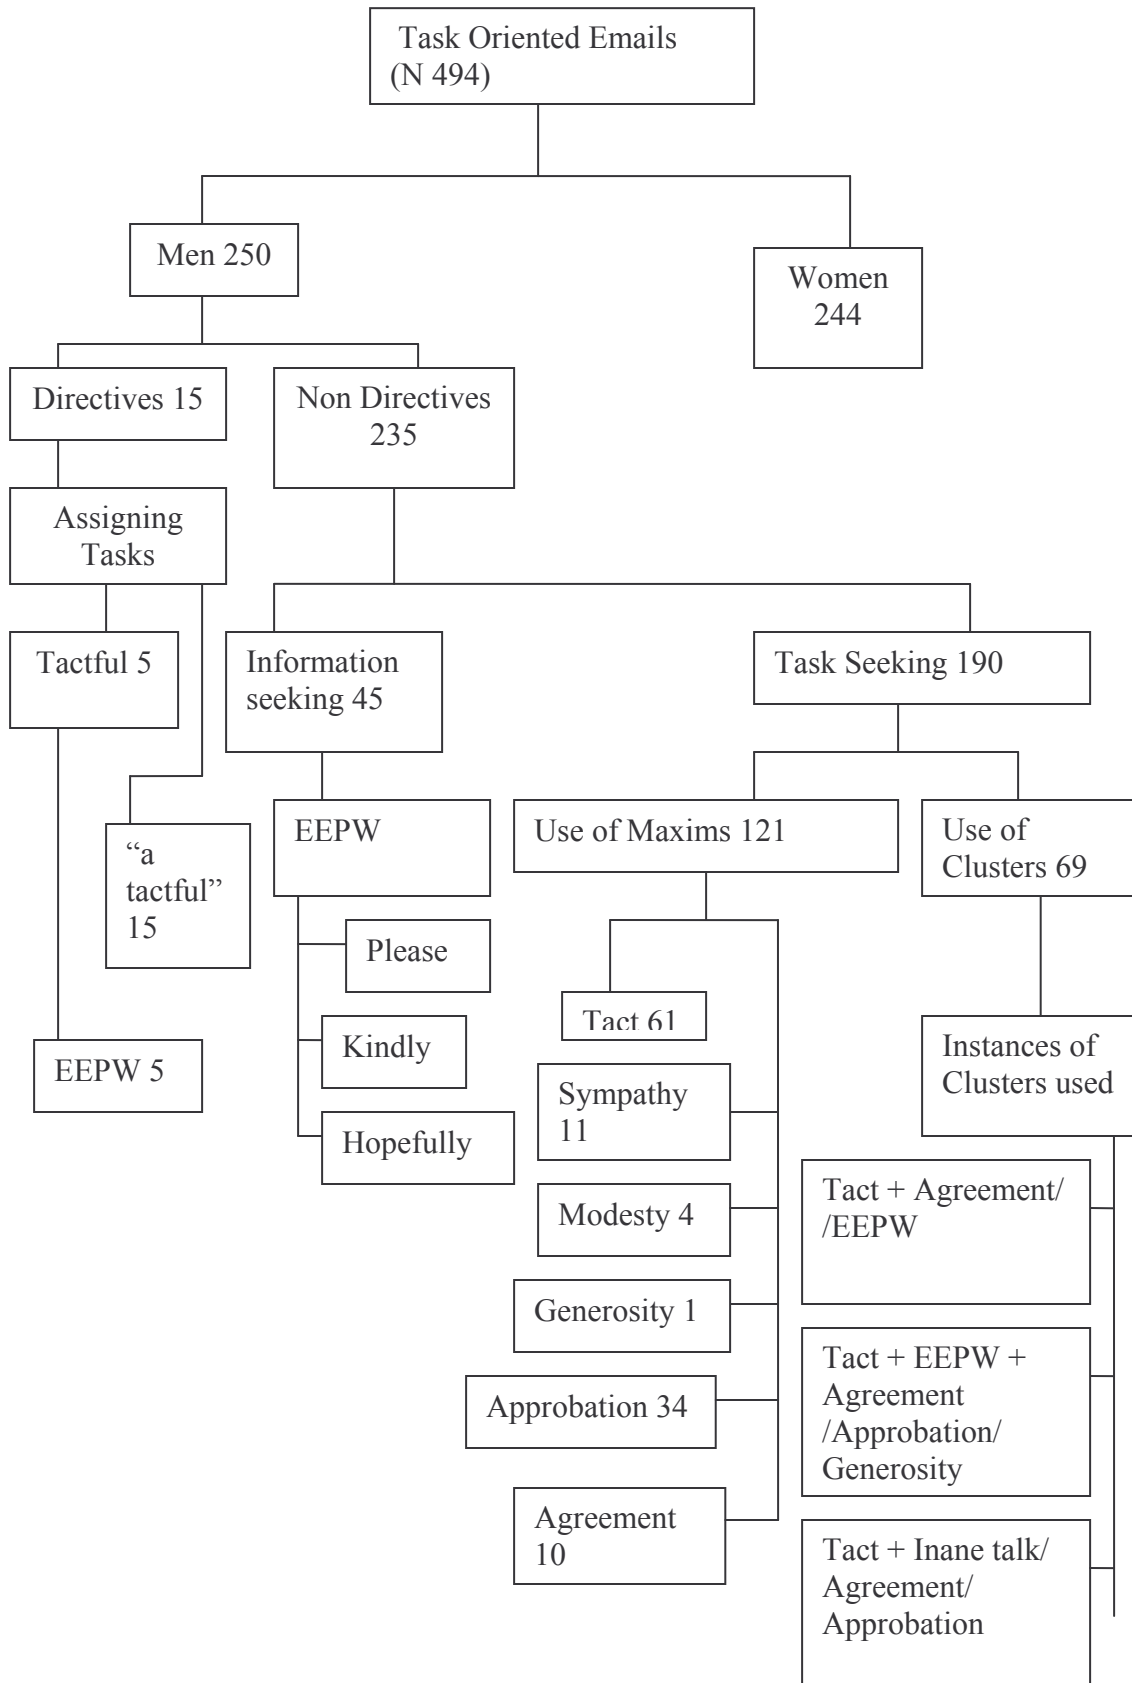 Task Oriented Emails
(N 494)
Men 250
Women
244
Directives 15
Non Directives
235
Assigning
Tasks
Tactful 5
Information
seeking 45
Task Seeking 190
“a
tactful”
15
EEPW
Use of Maxims 121
Use of
Clusters 69
Please
Tact 61
Kindly
Instances of
Clusters used
EEPW 5
Sympathy
11
Hopefully
Tact + Agreement/
/EEPW
Modesty 4
Generosity 1
Tact + EEPW +
Agreement
/Approbation/
Generosity
Approbation 34
Agreement
10
Tact + Inane talk/
Agreement/
Approbation